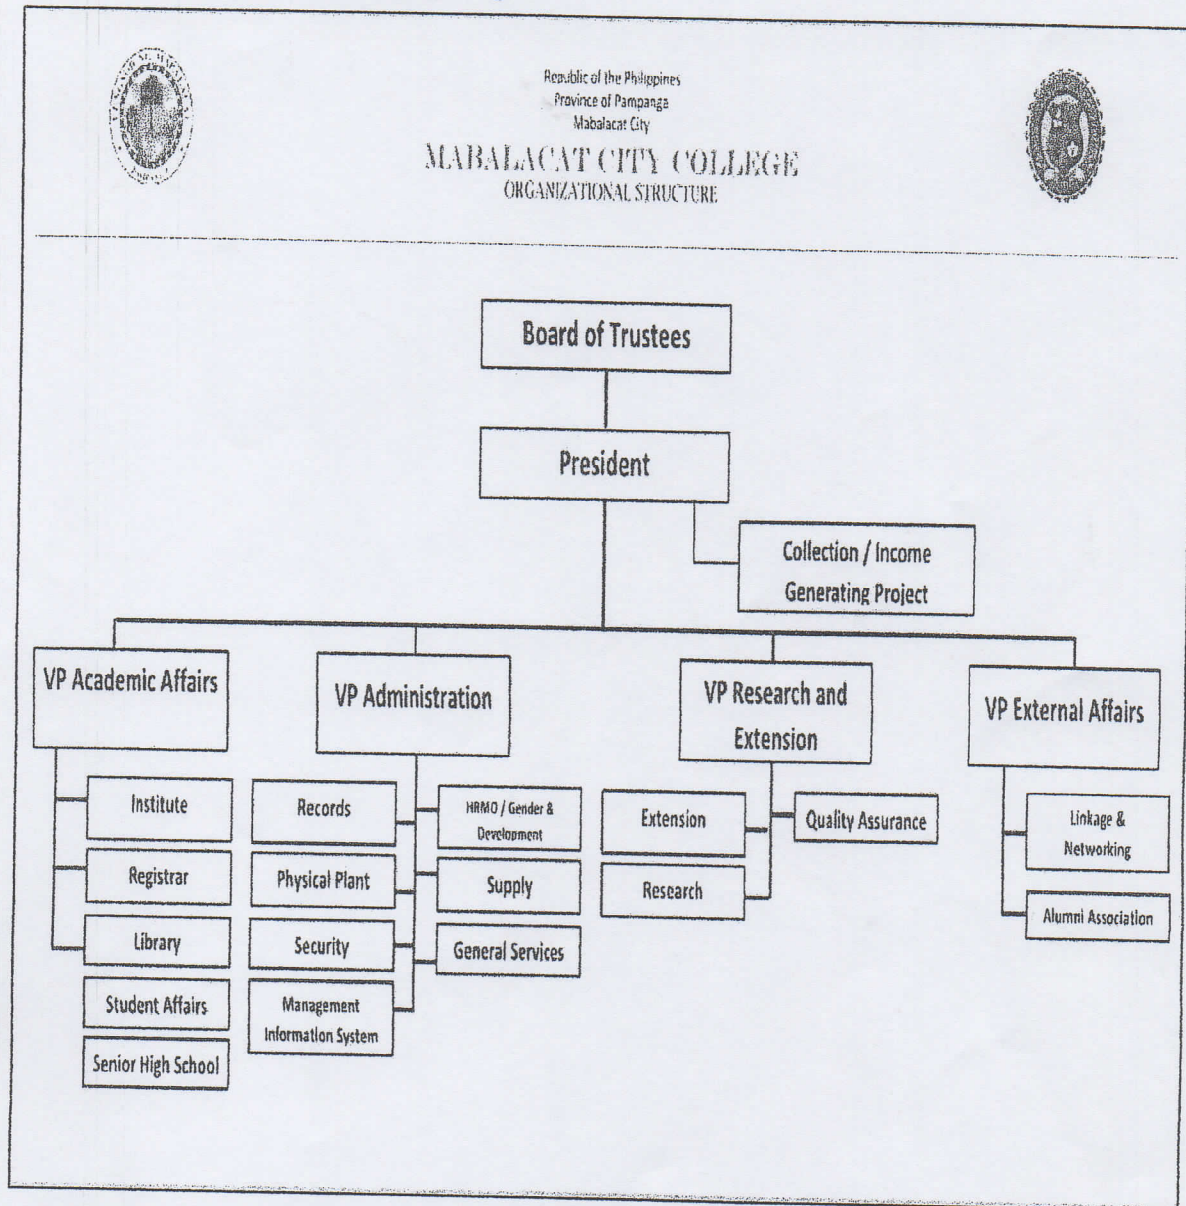 Republic of the Philippines
Province of Pampanga
Mabalacat City
MABALACAT CITY COLLEGE
ORGANIZATIONAL STRUCTURE
Board of Trustees
President
Collection / Income
Generating Project
VP Academic Affairs
VP Administration
VP Research and
Extension
VP External Affairs
Institute
Registrar
Library
Student Affairs
Senior High School
Records
Physical Plant
Security
Management
Information System
HRMO / Gender &
Development
Supply
General Services
Extension
Research
Quality Assurance
Linkage &
Networking
Alumni Association